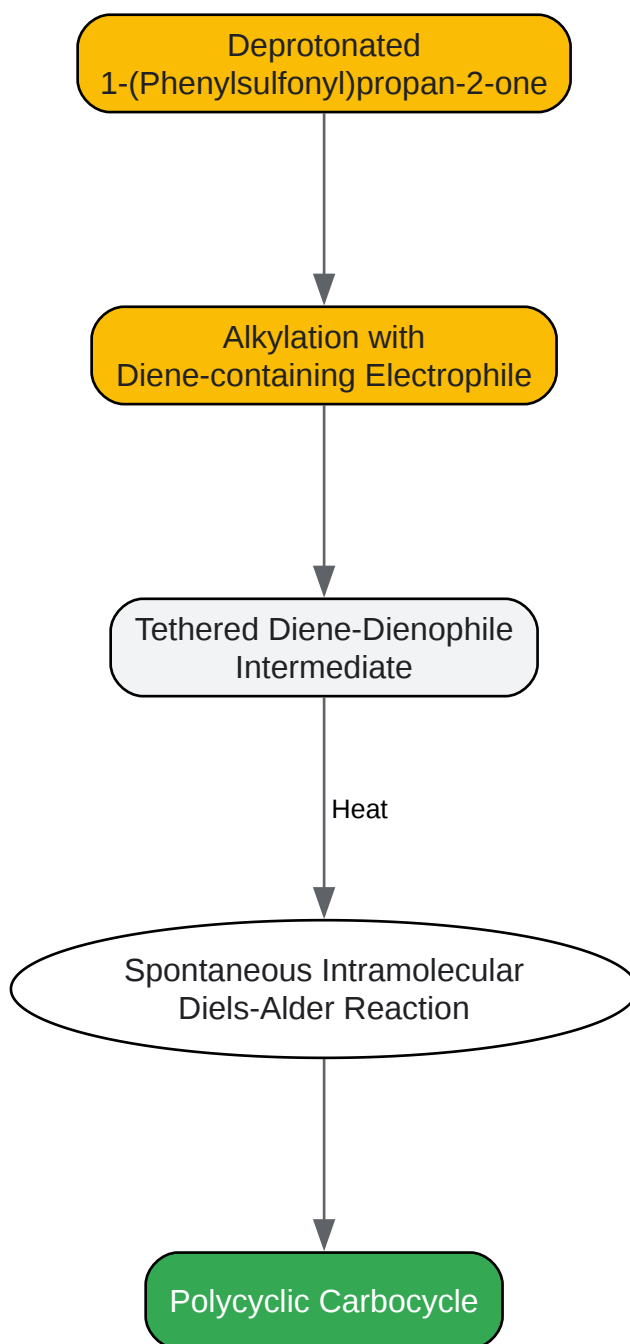 Deprotonated
1-(Phenylsulfonyl)propan-2-one
Alkylation with
Diene-containing Electrophile
Tethered Diene-Dienophile
Intermediate
Heat
Spontaneous Intramolecular
Diels-Alder Reaction
Polycyclic Carbocycle